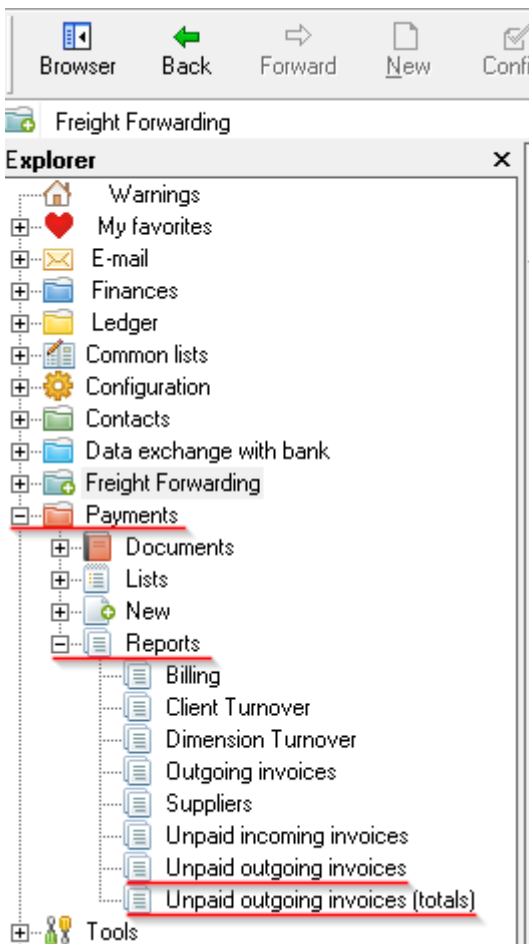 Browser Back Forward New Confi
Freight Forwarding
Explorer
Warnings
My favorites
E-mail
Finances
Ledger
Common lists
Configuration
Contacts
Data exchange with bank
Freight Forwarding
Payments
Documents
Lists
New
Reports
Billing
Client Turnover
Dimension Turnover
Outgoing invoices
Suppliers
Unpaid incoming invoices
Unpaid outgoing invoices
Unpaid outgoing invoices (totals)
Tools